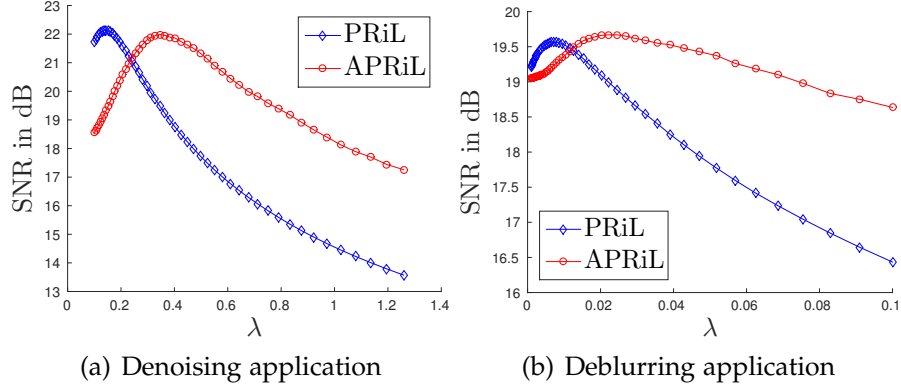 23
22
21
20
19
18
17
16
15
14
13
SNR in dB
PRiL
APRiL
0 0.2 0.4 0.6 0.8 1 1.2 1.4
λ
(a) Denoising application
20
19.5
19
18.5
18
17.5
17
16.5
16
SNR in dB
PRiL
APRiL
0 0.02 0.04 0.06 0.08 0.1
λ
(b) Deblurring application